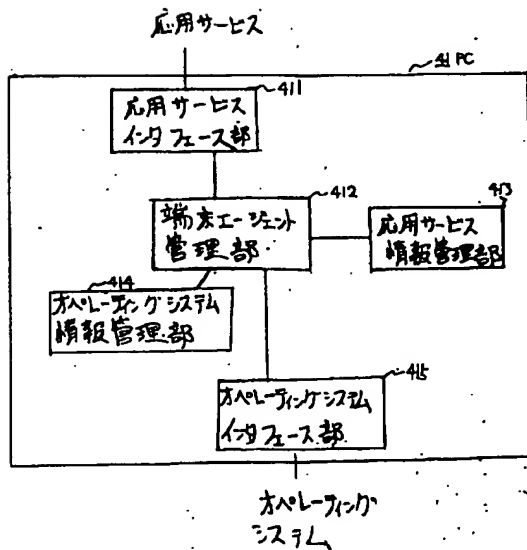 応用サービス
41 PC
411
応用サービス
インタフェース部
412
端末エージェント
管理部
413
応用サービス
情報管理部
414
オペレーティングシステム
情報管理部
415
オペレーティングシステム
インタフェース部
オペレーティング
システム